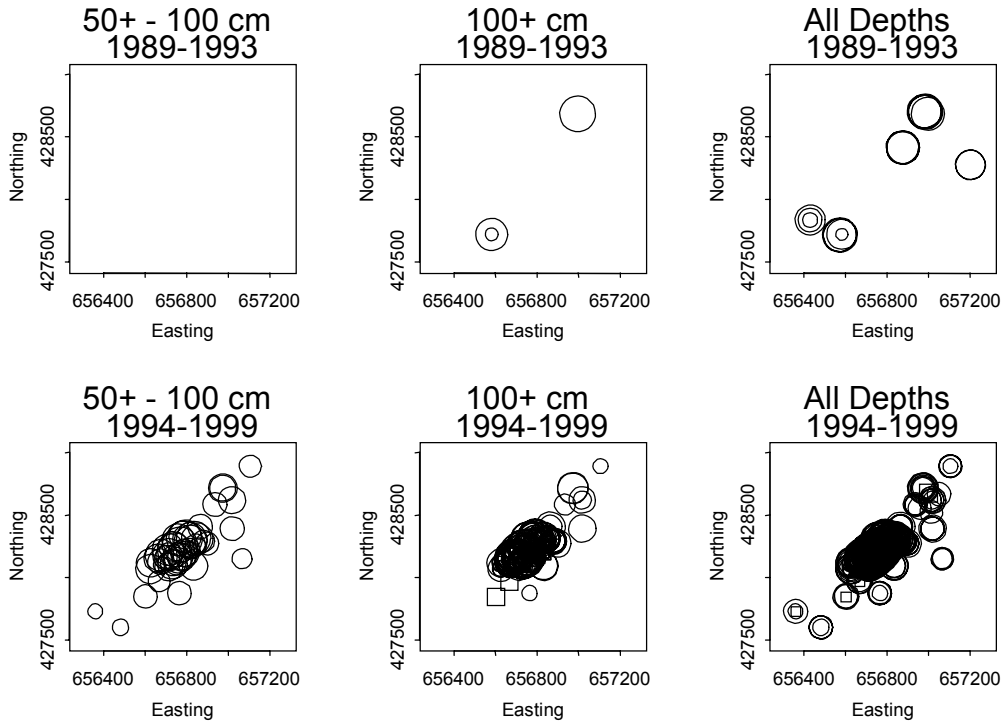 50+ - 100 cm
1989-1993
100+ cm
1989-1993
All Depths
1989-1993
Northing
428500
427500
656400 656800 657200
Easting
Northing
428500
427500
656400 656800 657200
Easting
Northing
428500
427500
656400 656800 657200
Easting
50+ - 100 cm
1994-1999
100+ cm
1994-1999
All Depths
1994-1999
Northing
428500
427500
656400 656800 657200
Easting
Northing
428500
427500
656400 656800 657200
Easting
Northing
428500
427500
656400 656800 657200
Easting